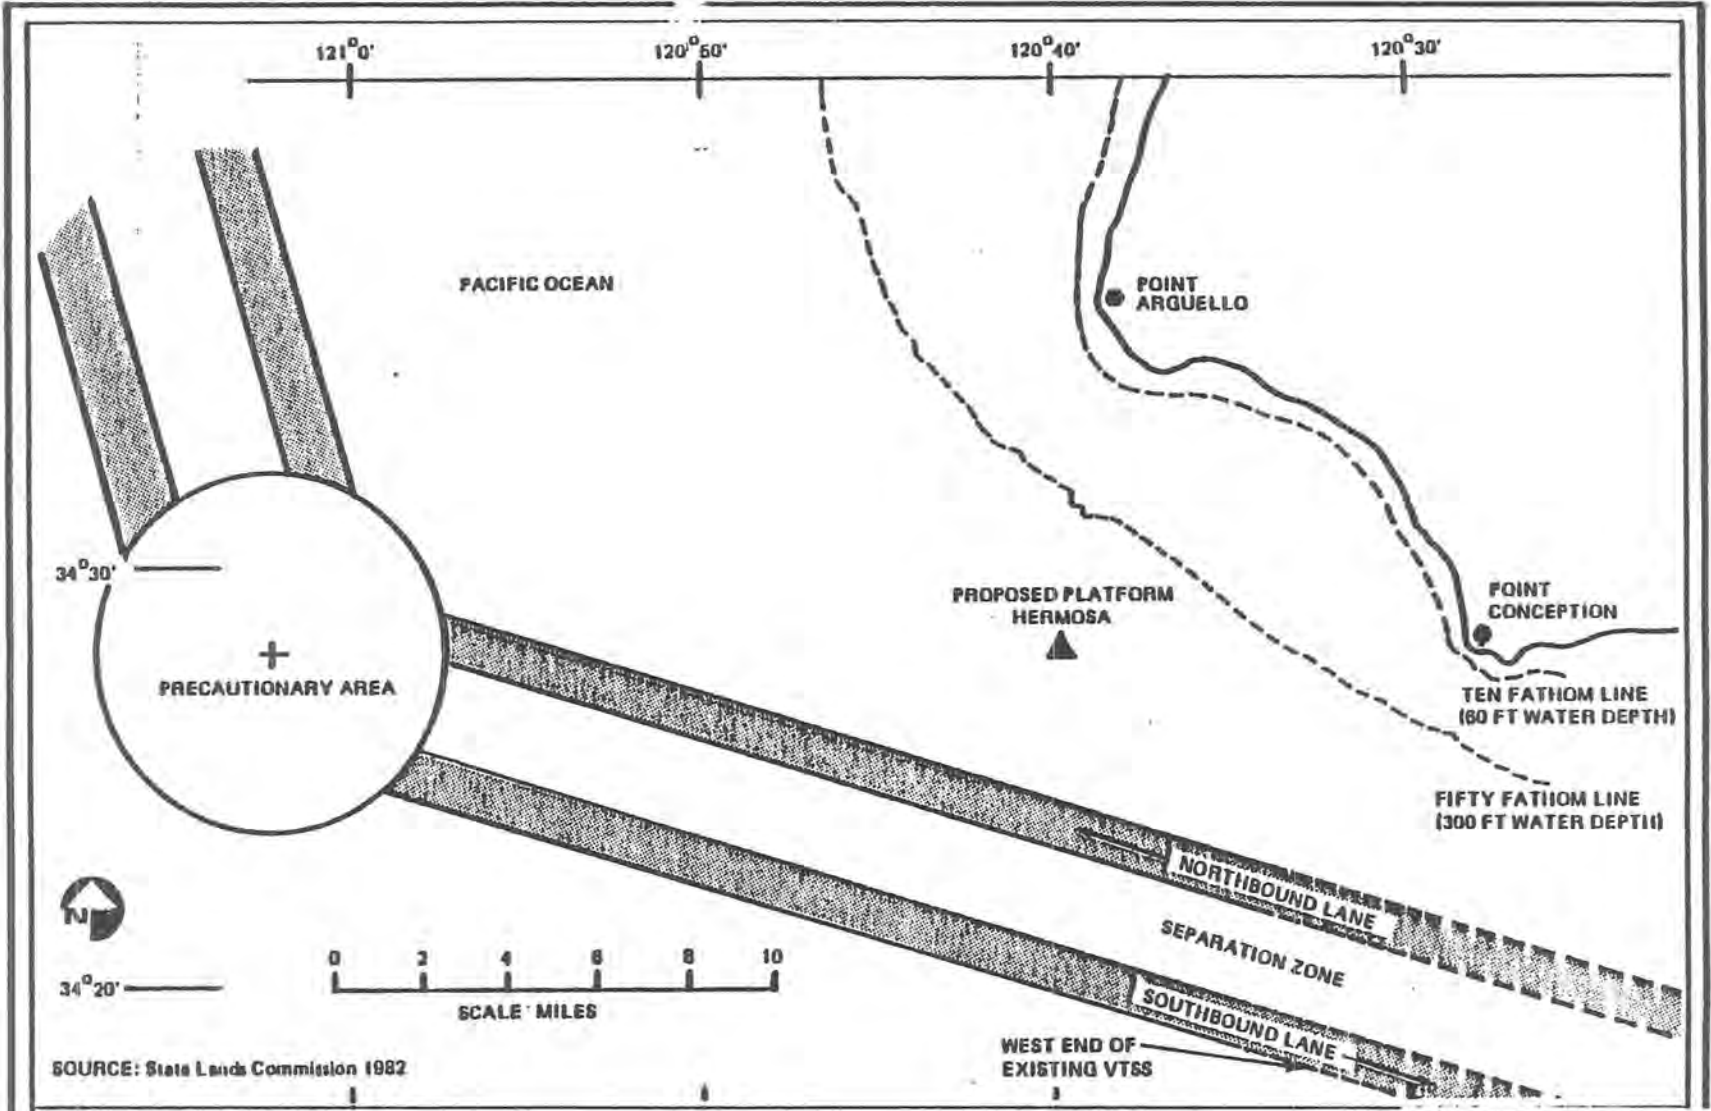 121°0'
120°50'
120°40'
120°30'
PACIFIC OCEAN
POINT
ARGUELLO
34°30'
PROPOSED PLATFORM
HERMOSA
POINT
CONCEPTION
PRECAUTIONARY AREA
TEN FATHOM LINE
(60 FT WATER DEPTH)
FIFTY FATHOM LINE
(300 FT WATER DEPTH)
NORTHBOUND LANE
N
SEPARATION ZONE
0 2 4 6 8 10
34°20'
SCALE MILES
SOUTHBOUND LANE
WEST END OF
EXISTING VTSS
SOURCE: State Lands Commission 1982